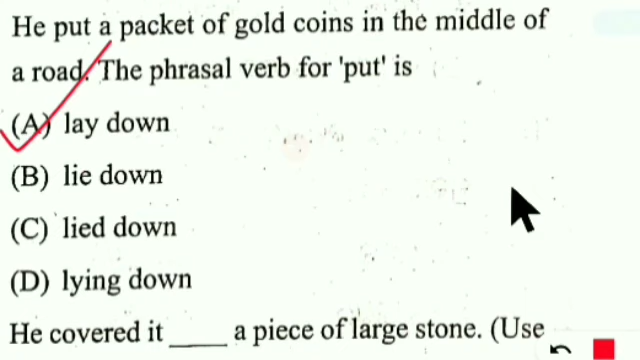 He put a packet of gold coins in the middle of
a road. The phrasal verb for 'put' is
(A) lay down
(B) lie down
(C) lied down
(D) lying down
He covered it ____ a piece of large stone. (Use